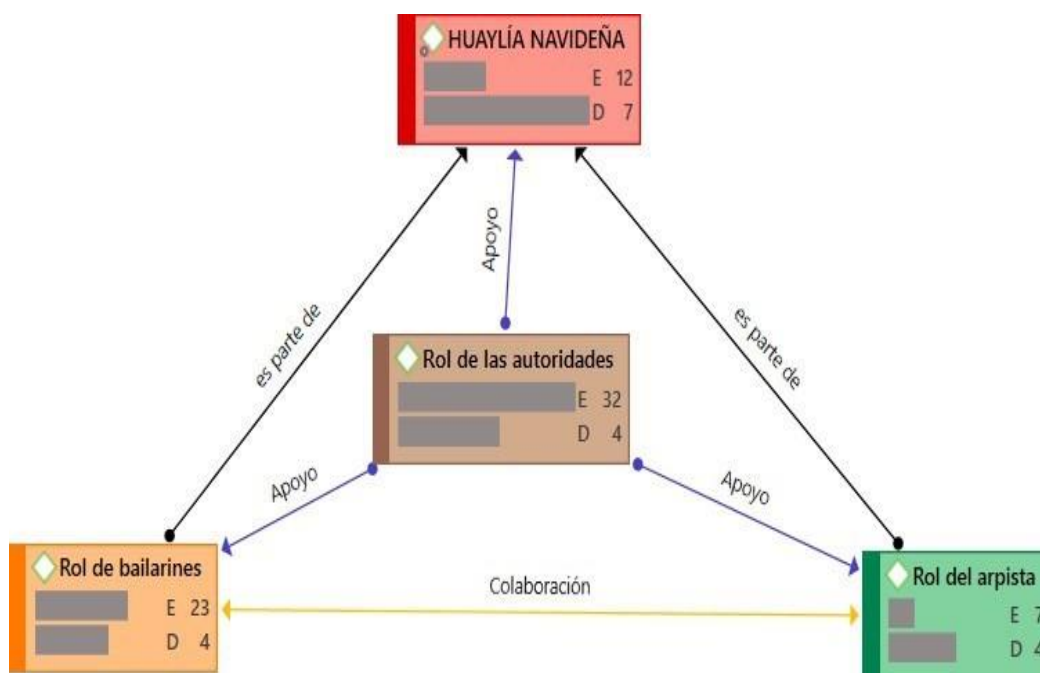 HUAYLÍA NAVIDEÑA
E 12
D 7
Apoyo
es parte de
es parte de
Rol de las autoridades
E 32
D 4
Apoyo
Apoyo
Rol de bailarines
E 23
D 4
Colaboración
Rol del arpista
E 7
D 4